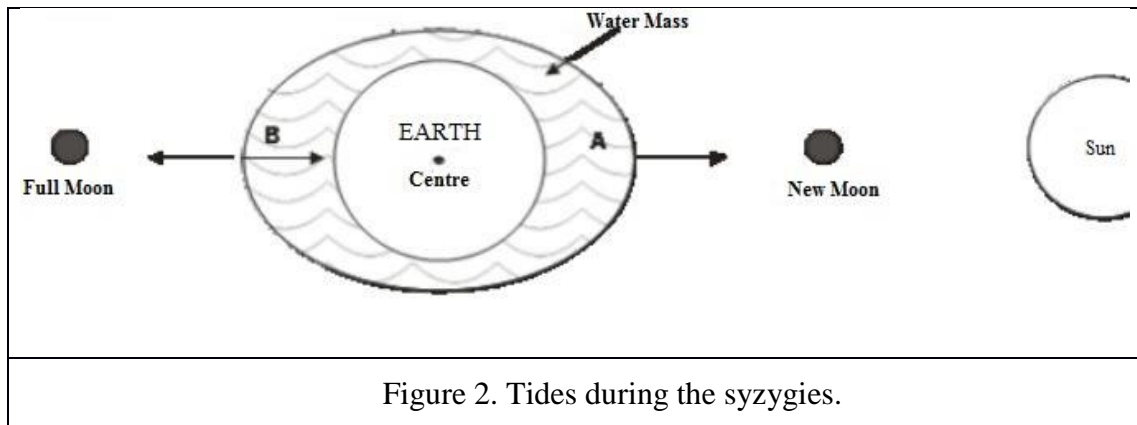 Water Mass
B
EARTH
A
Centre
Full Moon
New Moon
Sun
Figure 2. Tides during the syzygies.